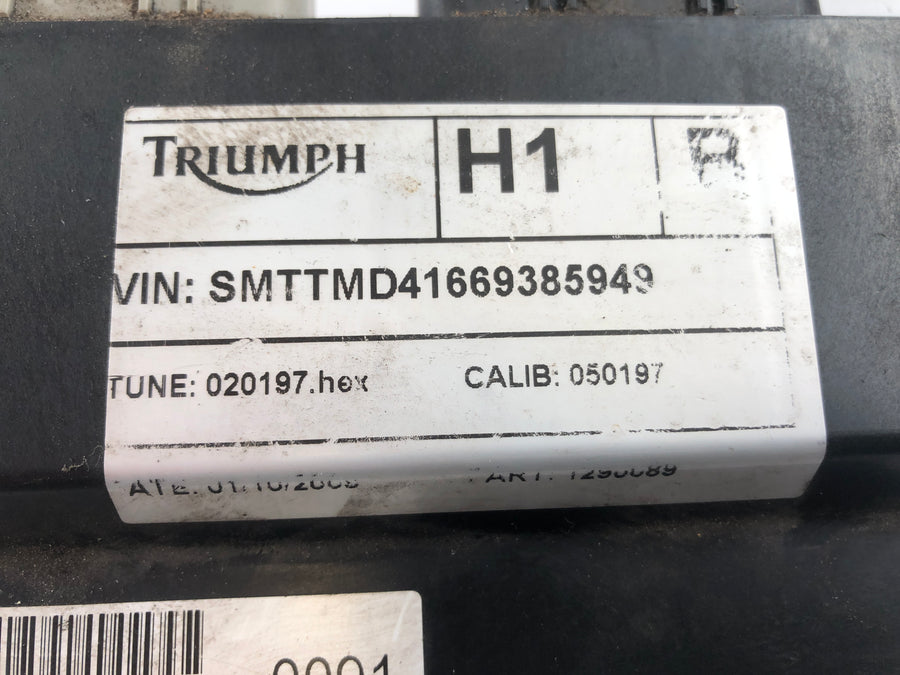 TRIUMPH H1 R
VIN: SMTTMD41669385949
TUNE: 020197.hex CALIB: 050197